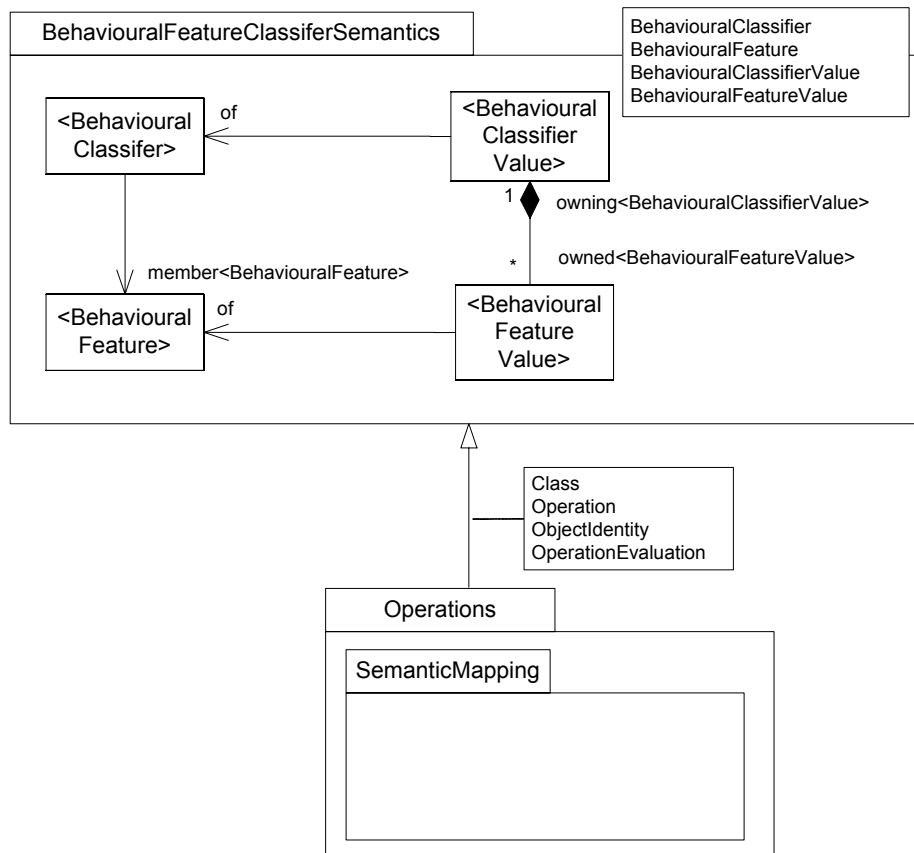 BehaviouralFeatureClassiferSemantics
BehaviouralClassifier
BehaviouralFeature
BehaviouralClassifierValue
BehaviouralFeatureValue
<Behavioural
Classifer>
of
<Behavioural
Classifier
Value>
1
owning<BehaviouralClassifierValue>
*
owned<BehaviouralFeatureValue>
member<BehaviouralFeature>
<Behavioural
Feature>
of
<Behavioural
Feature
Value>
Class
Operation
ObjectIdentity
OperationEvaluation
Operations
SemanticMapping